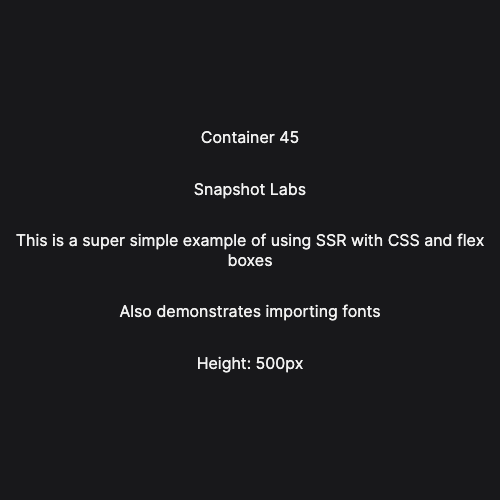 Container 45
Snapshot Labs
This is a super simple example of using SSR with CSS and flex
boxes
Also demonstrates importing fonts
Height: 500px